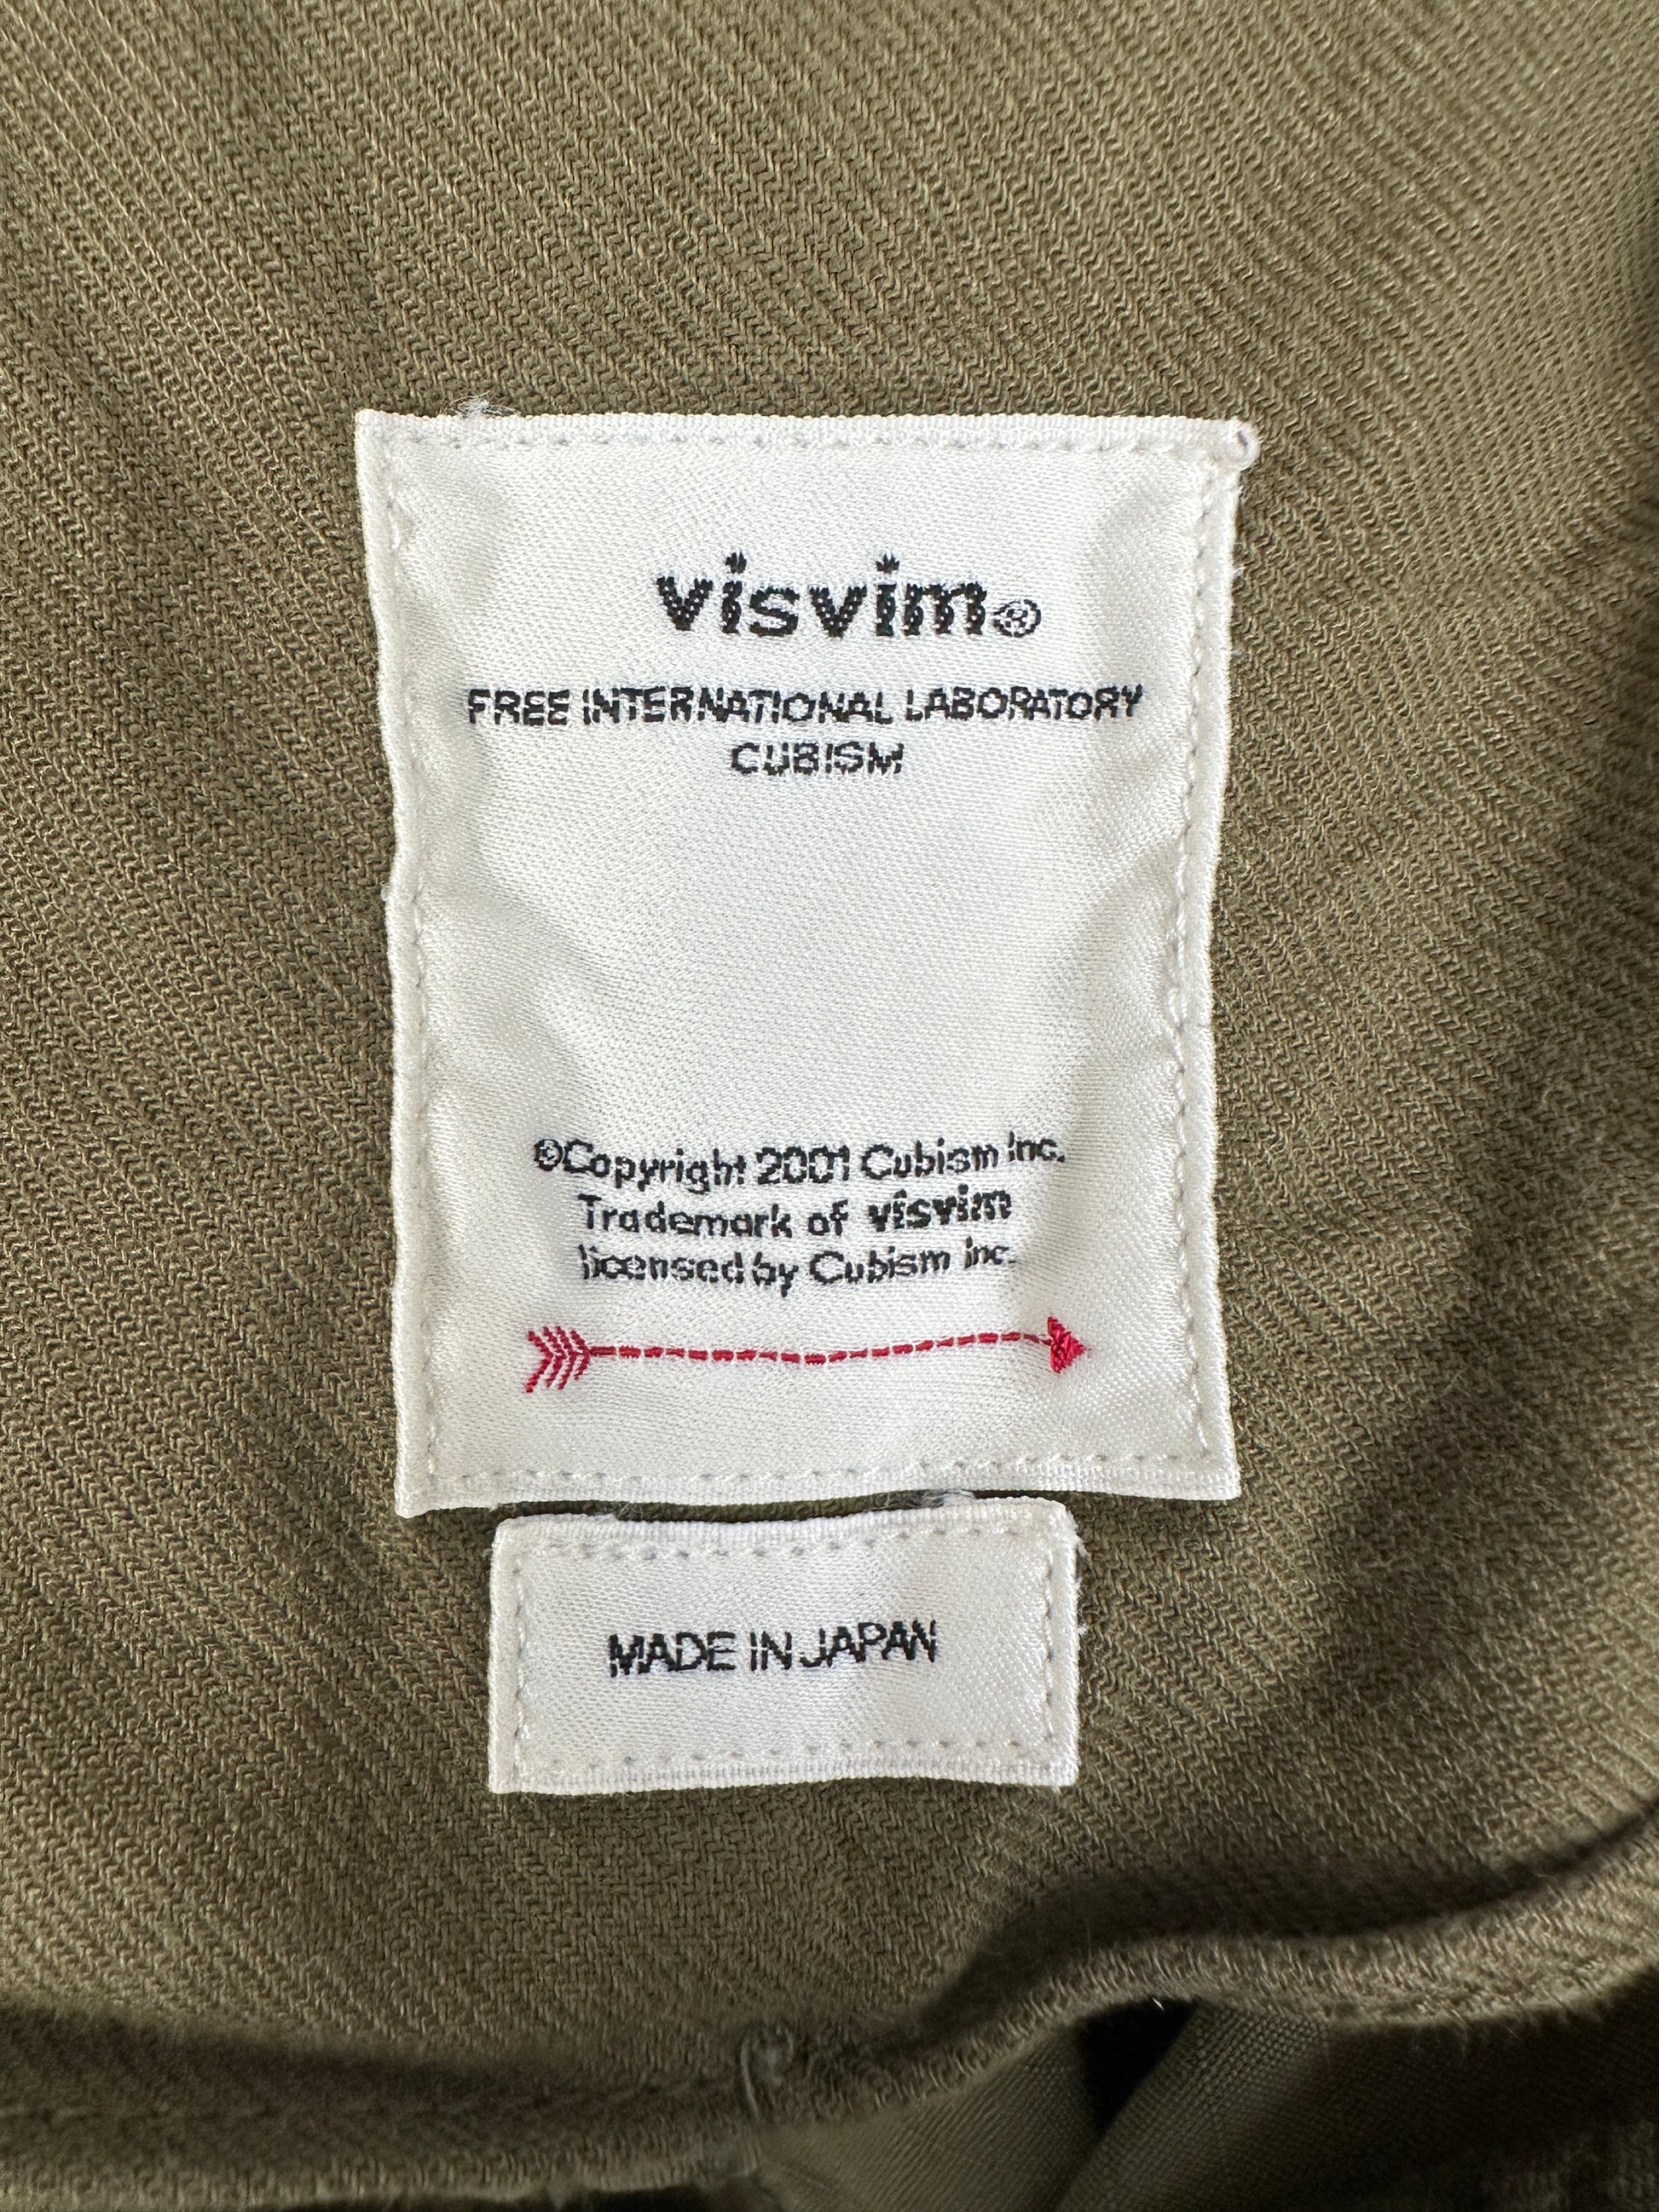 visvim®
FREE INTERNATIONAL LABORATORY
CUBISM
©Copyright 2001 Cubism inc.
Trademark of visvim
licensed by Cubism inc.
MADE IN JAPAN